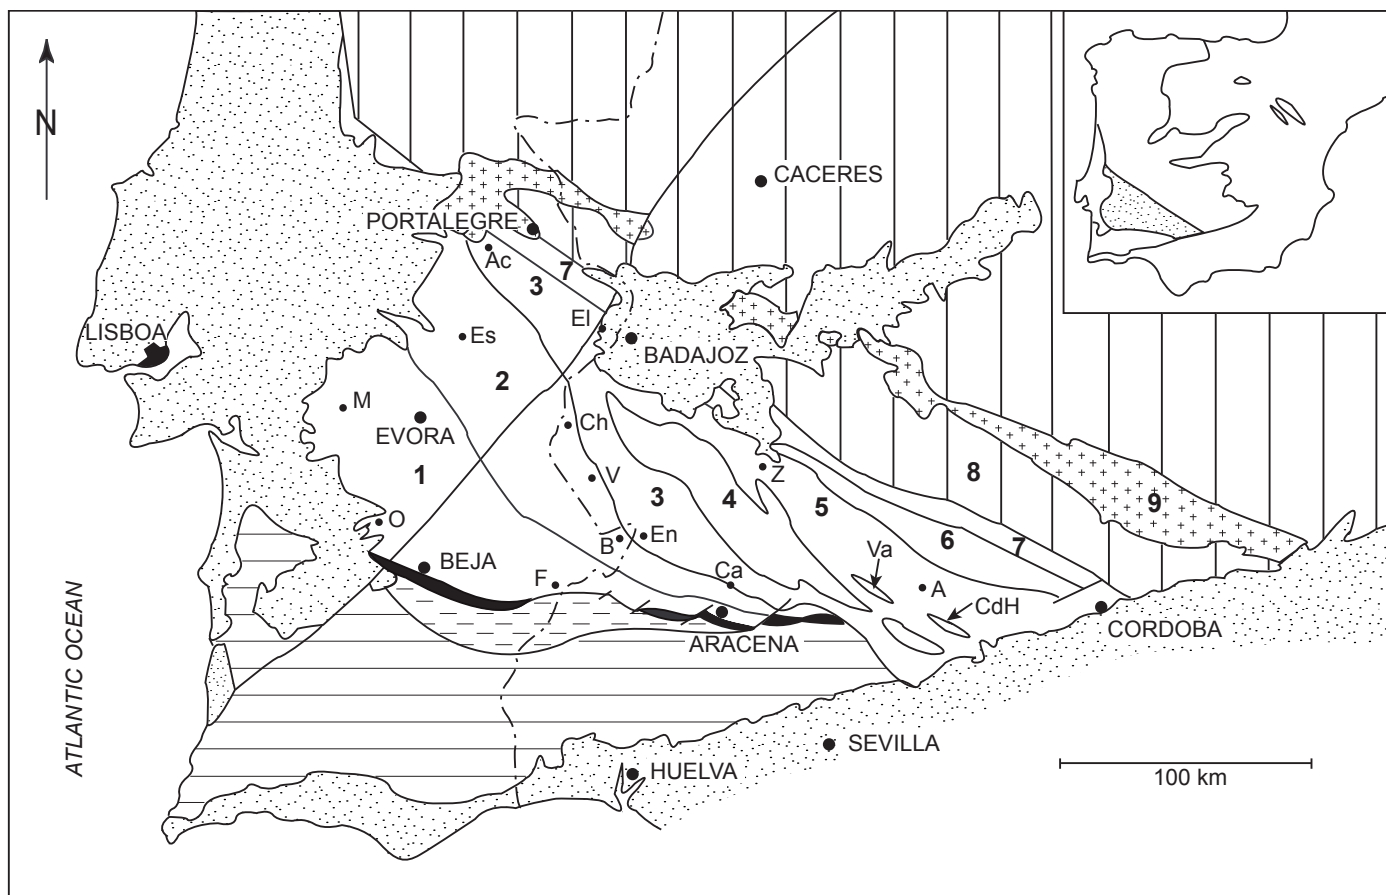 N
CACERES
PORTALEGRE
Ac
7
3
El
LISBOA
Es
BADAJOZ
2
M
EVORA
Ch
1
V
3
4
Z
5
8
9
O
B
En
6
7
Va
BEJA
F
Ca
A
CdH
ARACENA
CORDOBA
ATLANTIC OCEAN
SEVILLA
HUELVA
100 km